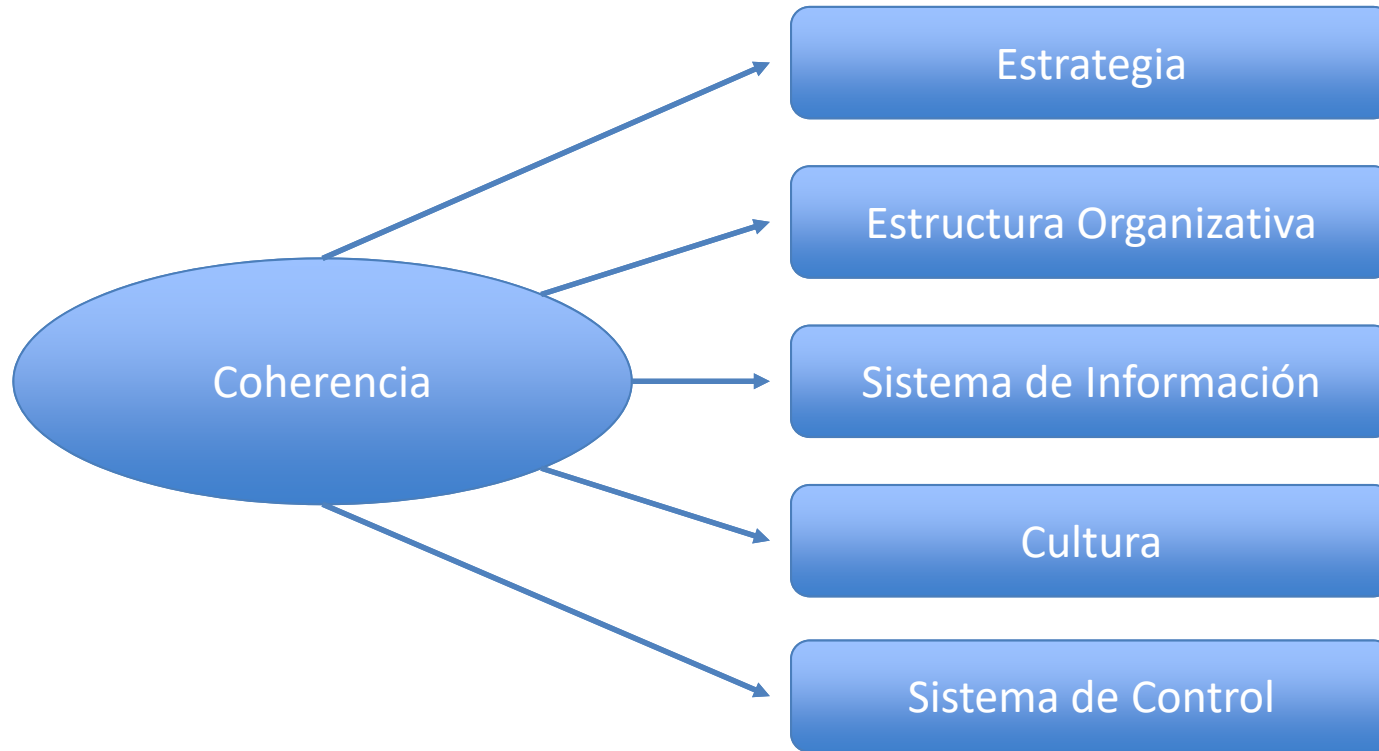 Estrategia
Estructura Organizativa
Coherencia
Sistema de Información
Cultura
Sistema de Control